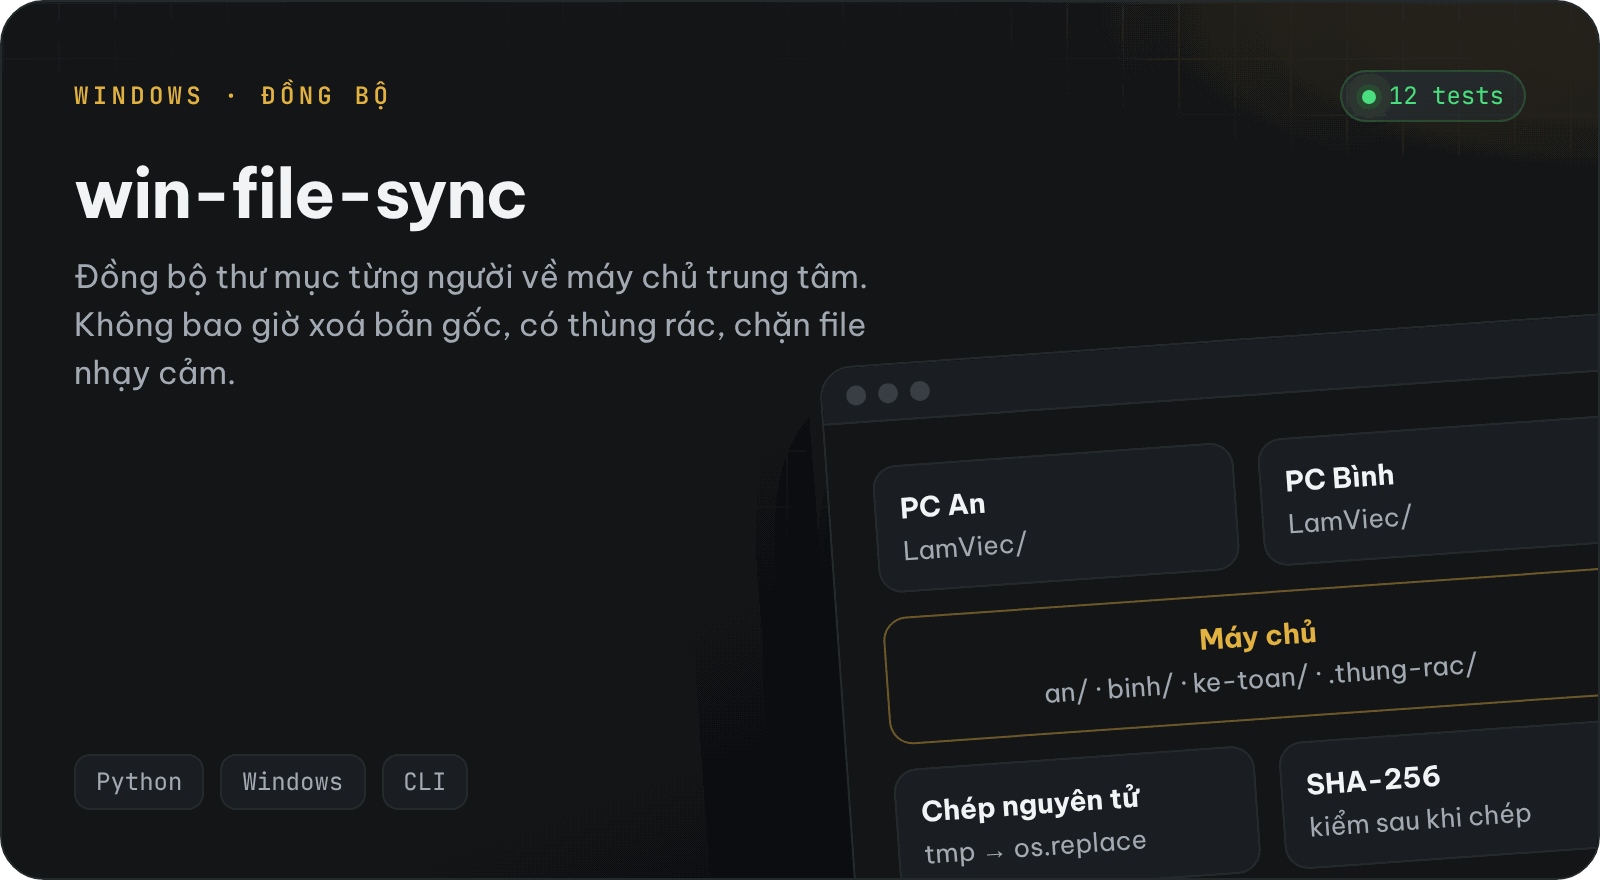 WINDOWS · ĐỒNG BỘ
12 tests
win-file-sync
Đồng bộ thư mục từng người về máy chủ trung tâm.
Không bao giờ xoá bản gốc, có thùng rác, chặn file
nhạy cảm.
PC An
LamViec/
PC Bình
LamViec/
Máy chủ
an/ · binh/ · ke-toan/ · .thung-rac/
Chép nguyên tử
tmp → os.replace
SHA-256
kiểm sau khi chép
Python
Windows
CLI